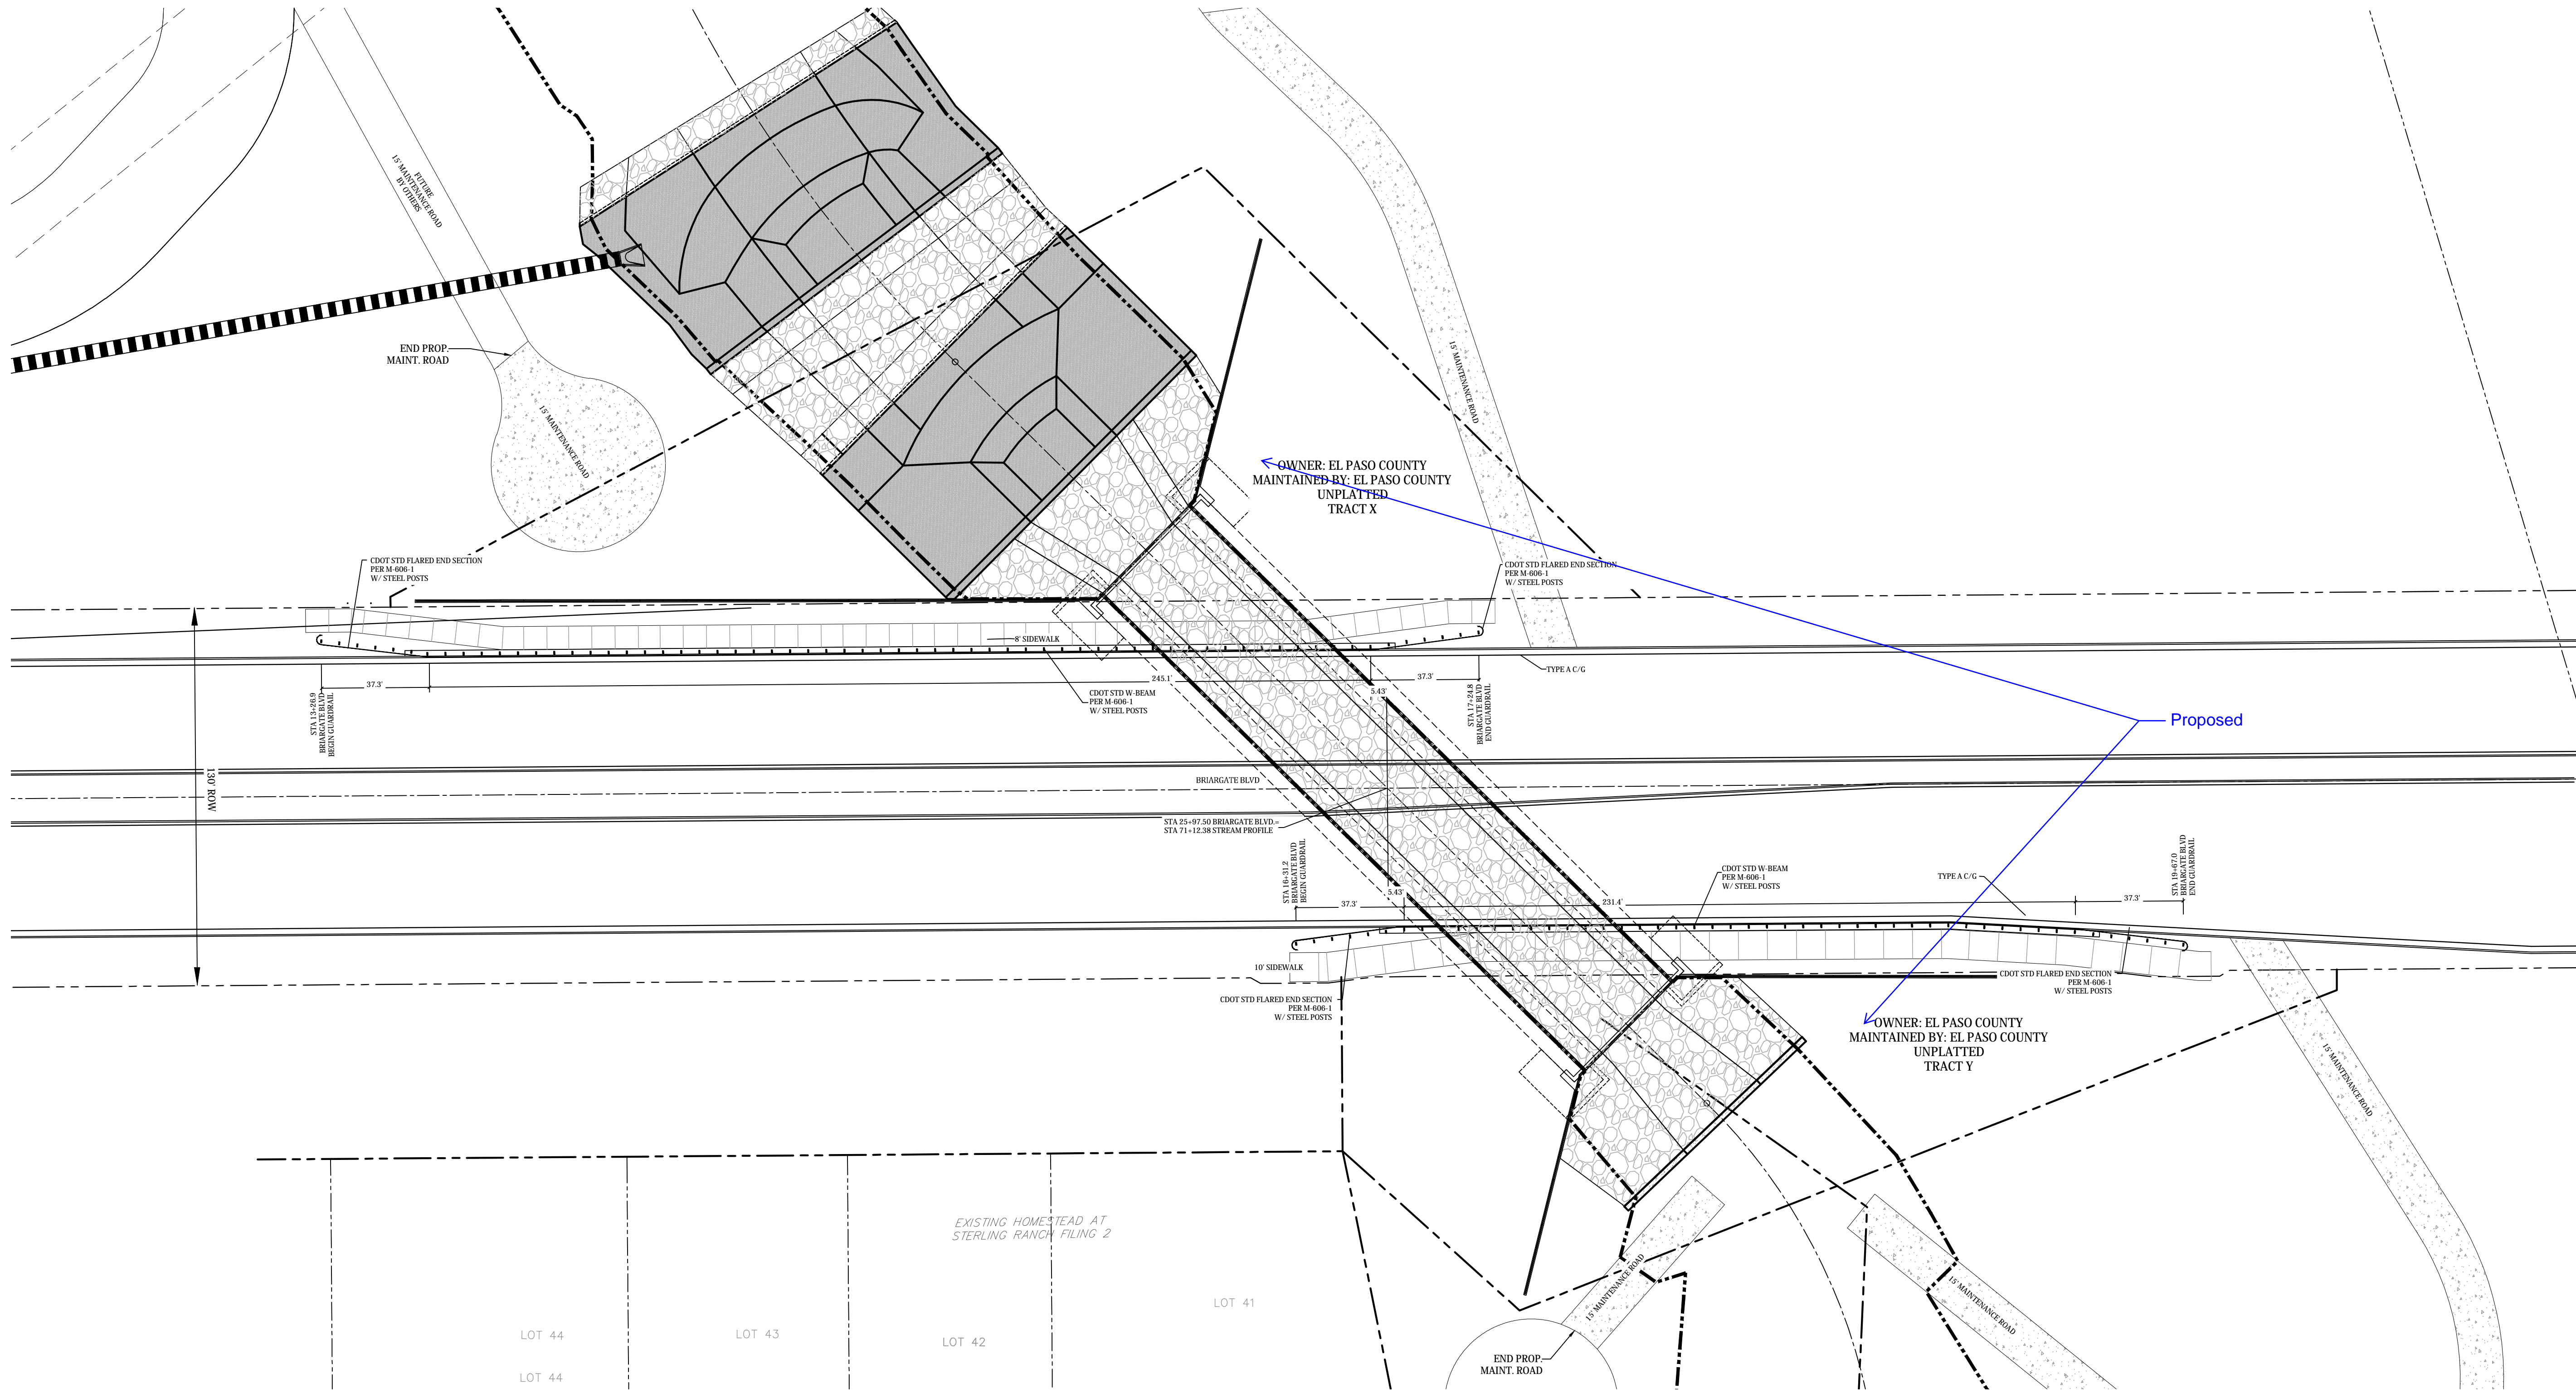 FUTURE
15' MAINTENANCE ROAD
BY OTHERS
END PROP.
MAINT. ROAD
15' MAINTENANCE ROAD
15' MAINTENANCE ROAD
OWNER: EL PASO COUNTY
MAINTAINED BY: EL PASO COUNTY
UNPLATTED
TRACT X
CDOT STD FLARED END SECTION
PER M-606-1
W/ STEEL POSTS
CDOT STD FLARED END SECTION
PER M-606-1
W/ STEEL POSTS
8' SIDEWALK
TYPE A C/G
37.3'
245.1'
37.3'
5.43'
STA 13+26.9
BRIARGATE BLVD
BEGIN GUARDRAIL
CDOT STD W-BEAM
PER M-606-1
W/ STEEL POSTS
STA 17+24.8
BRIARGATE BLVD
END GUARDRAIL
Proposed
130' ROW
BRIARGATE BLVD
STA 25+97.50 BRIARGATE BLVD.=
STA 71+12.38 STREAM PROFILE
STA 16+31.2
BRIARGATE BLVD
BEGIN GUARDRAIL
CDOT STD W-BEAM
PER M-606-1
W/ STEEL POSTS
TYPE A C/G
STA 19+67.0
BRIARGATE BLVD
END GUARDRAIL
5.43'
37.3'
231.4'
37.3'
10' SIDEWALK
CDOT STD FLARED END SECTION
PER M-606-1
W/ STEEL POSTS
CDOT STD FLARED END SECTION
PER M-606-1
W/ STEEL POSTS
OWNER: EL PASO COUNTY
MAINTAINED BY: EL PASO COUNTY
UNPLATTED
TRACT Y
15' MAINTENANCE ROAD
EXISTING HOMESTEAD AT
STERLING RANCH FILING 2
15' MAINTENANCE ROAD
15' MAINTENANCE ROAD
LOT 41
LOT 44
LOT 43
LOT 42
LOT 44
END PROP.
MAINT. ROAD